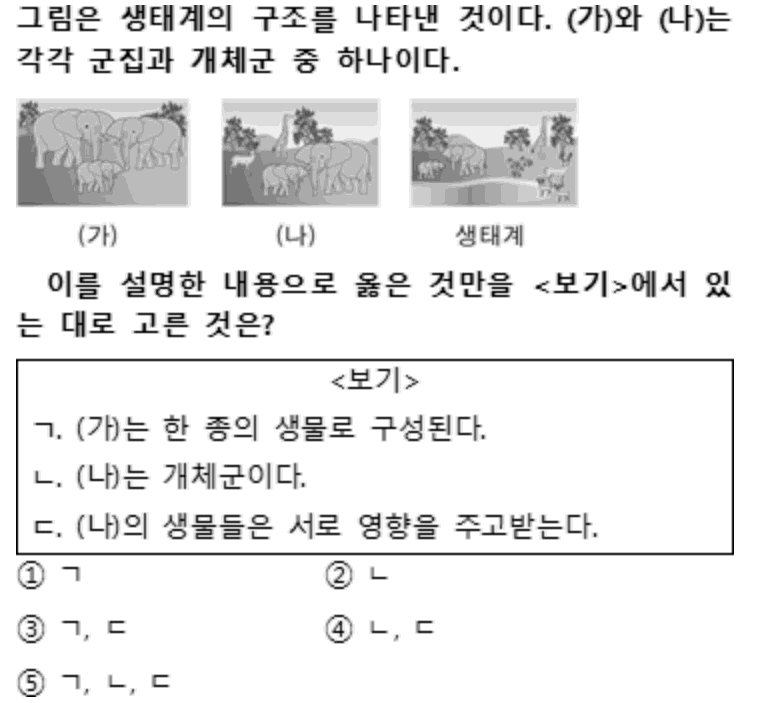 그림은 생태계의 구조를 나타낸 것이다. (가)와 (나)는
각각 군집과 개체군 중 하나이다.
(가) (나) 생태계
이를 설명한 내용으로 옳은 것만을 <보기>에서 있
는 대로 고른 것은?
<보기>
ㄱ. (가)는 한 종의 생물로 구성된다.
ㄴ. (나)는 개체군이다.
ㄷ. (나)의 생물들은 서로 영향을 주고받는다.
① ㄱ ② ㄴ
③ ㄱ, ㄷ ④ ㄴ, ㄷ
⑤ ㄱ, ㄴ, ㄷ